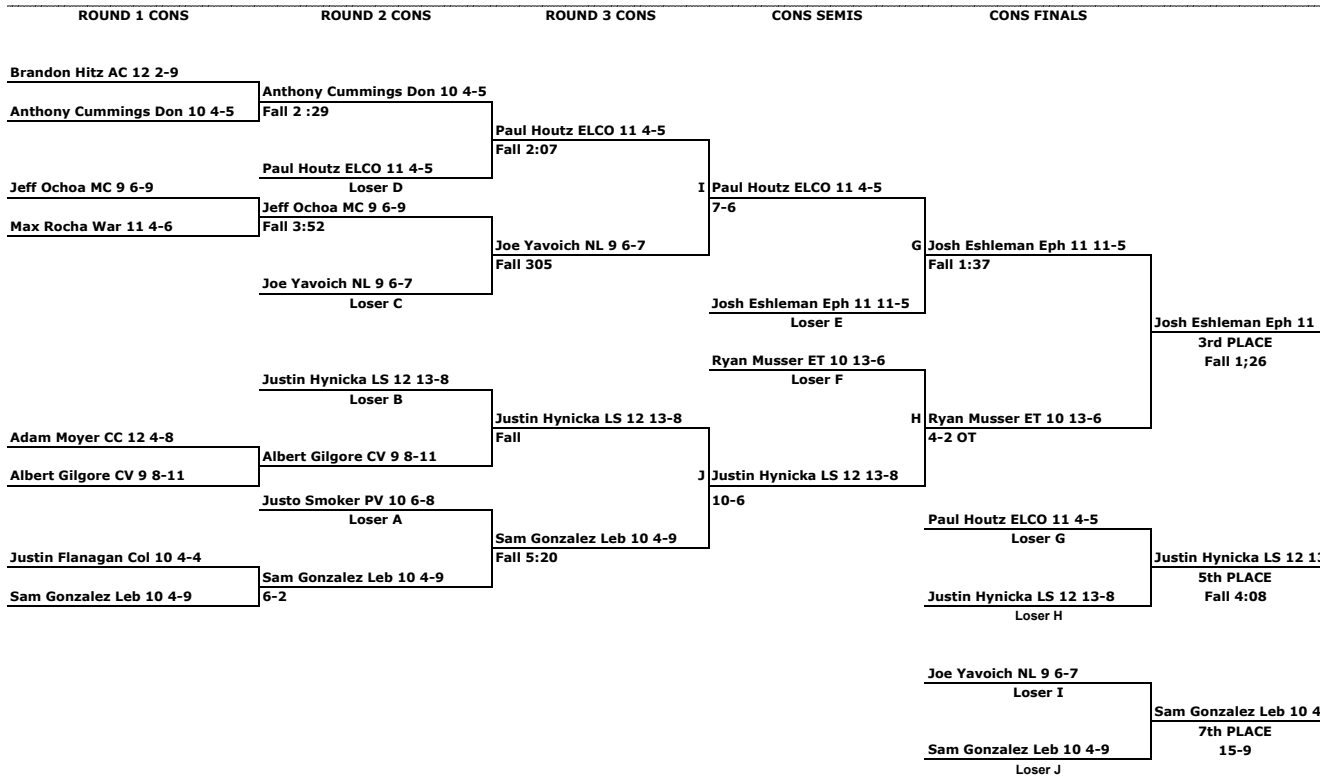 ROUND 1 CONS ROUND 2 CONS ROUND 3 CONS CONS SEMIS CONS FINALS
Brandon Hitz AC 12 2-9
Anthony Cummings Don 10 4-5
Anthony Cummings Don 10 4-5
Fall 2 :29
Paul Houtz ELCO 11 4-5
Fall 2:07
Paul Houtz ELCO 11 4-5
Loser D
Jeff Ochoa MC 9 6-9
I Paul Houtz ELCO 11 4-5
7-6
Jeff Ochoa MC 9 6-9
Fall 3:52
Max Rocha War 11 4-6
Joe Yavoich NL 9 6-7
Fall 305
G Josh Eshleman Eph 11 11-5
Fall 1:37
Joe Yavoich NL 9 6-7
Loser C
Josh Eshleman Eph 11 11-5
Loser E
Josh Eshleman Eph 11
3rd PLACE
Fall 1;26
Ryan Musser ET 10 13-6
Loser F
Justin Hynicka LS 12 13-8
Loser B
Justin Hynicka LS 12 13-8
Fall
H Ryan Musser ET 10 13-6
4-2 OT
Adam Moyer CC 12 4-8
Albert Gilgore CV 9 8-11
Albert Gilgore CV 9 8-11
J Justin Hynicka LS 12 13-8
10-6
Justo Smoker PV 10 6-8
Loser A
Paul Houtz ELCO 11 4-5
Loser G
Sam Gonzalez Leb 10 4-9
Fall 5:20
Justin Flanagan Col 10 4-4
Justin Hynicka LS 12 13
5th PLACE
Fall 4:08
Sam Gonzalez Leb 10 4-9
6-2
Sam Gonzalez Leb 10 4-9
Justin Hynicka LS 12 13-8
Loser H
Joe Yavoich NL 9 6-7
Loser I
Sam Gonzalez Leb 10 4
7th PLACE
15-9
Sam Gonzalez Leb 10 4-9
Loser J